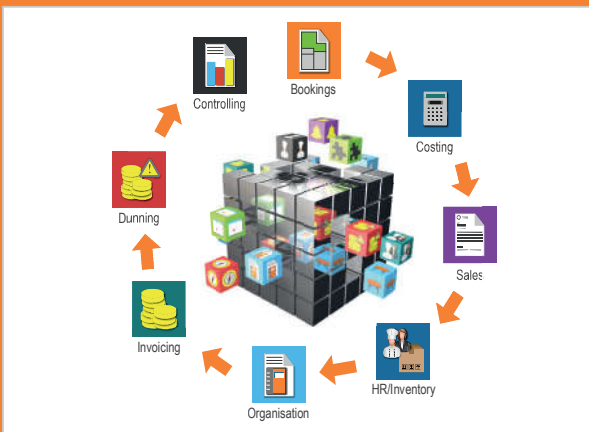 Bookings
Costing
Sales
HR/Inventory
Organisation
Invoicing
Dunning
Controlling